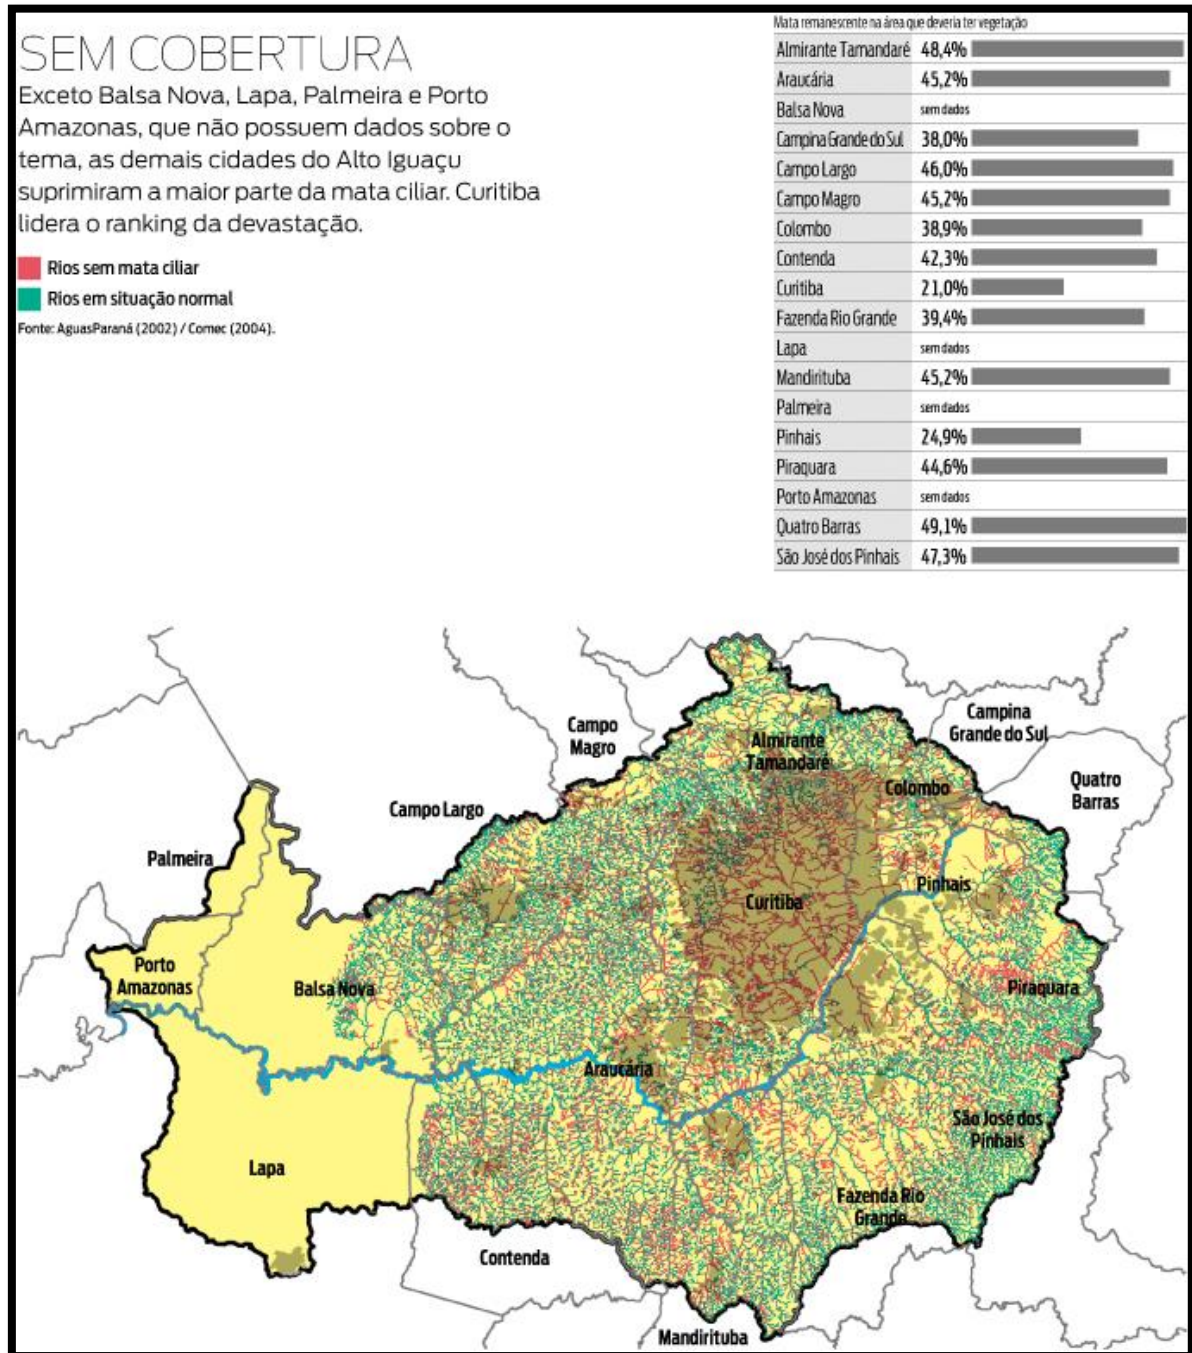 SEM COBERTURA
Exceto Balsa Nova, Lapa, Palmeira e Porto
Amazonas, que não possuem dados sobre o
tema, as demais cidades do Alto Iguaçu
suprimiram a maior parte da mata ciliar. Curitiba
lidera o ranking da devastação.
Rios sem mata ciliar
Rios em situação normal
Fonte: AguasParaná (2002) / Comec (2004).
Mata remanescente na área que deveria ter vegetação
Almirante Tamandaré 48,4%
Araucária 45,2%
Balsa Nova sem dados
Campina Grande do Sul 38,0%
Campo Largo 46,0%
Campo Magro 45,2%
Colombo 38,9%
Contenda 42,3%
Curitiba 21,0%
Fazenda Rio Grande 39,4%
Lapa sem dados
Mandirituba 45,2%
Palmeira sem dados
Pinhais 24,9%
Piraquara 44,6%
Porto Amazonas sem dados
Quatro Barras 49,1%
São José dos Pinhais 47,3%
Campo
Magro
Campina
Grande do Sul
Almirante
Tamandaré
Quatro
Barras
Colombo
Campo Largo
Palmeira
Pinhais
Curitiba
Porto
Amazonas
Balsa Nova
Piraquara
Araucária
São José dos
Pinhais
Lapa
Fazenda Rio
Grande
Contenda
Mandirituba